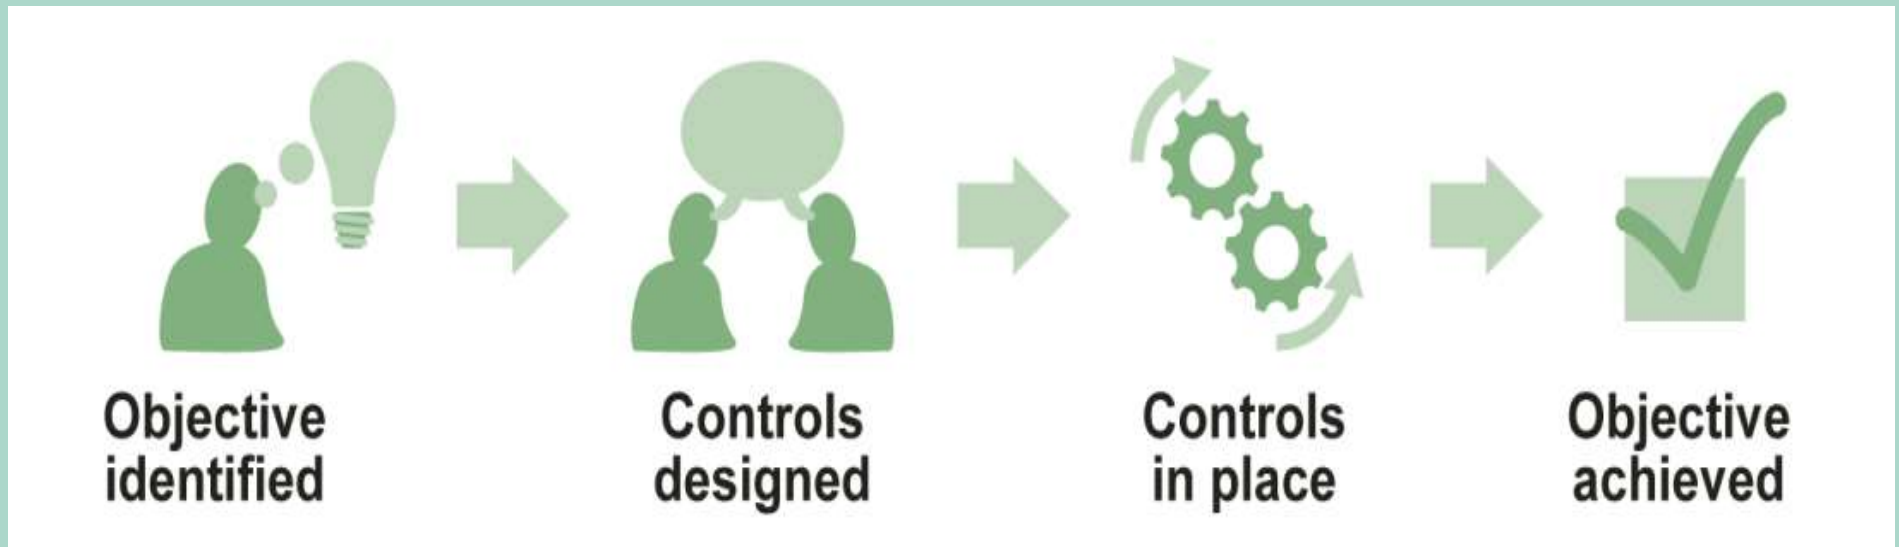 Objective
identified
Controls
designed
Controls
in place
Objective
achieved